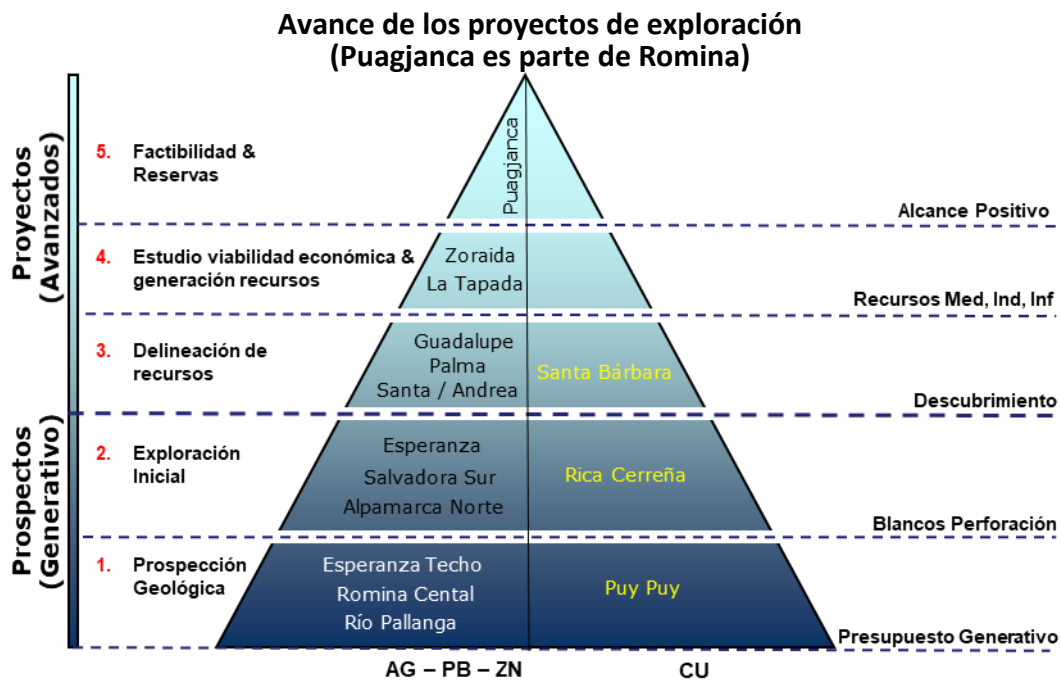 Avance de los proyectos de exploración
(Puagjanca es parte de Romina)
Proyectos
(Avanzados)
5. Factibilidad &
Reservas
Puagjanca
Alcance Positivo
4. Estudio viabilidad económica &
generación recursos
Zoraida
La Tapada
Recursos Med, Ind, Inf
3. Delineación de
recursos
Guadalupe
Palma
Santa / Andrea
Santa Bárbara
Descubrimiento
Prospectos
(Generativo)
2. Exploración
Inicial
Esperanza
Salvadora Sur
Alpamarca Norte
Rica Cerreña
Blancos Perforación
1. Prospección
Geológica
Esperanza Techo
Romina Cental
Río Pallanga
Puy Puy
Presupuesto Generativo
AG – PB – ZN
CU